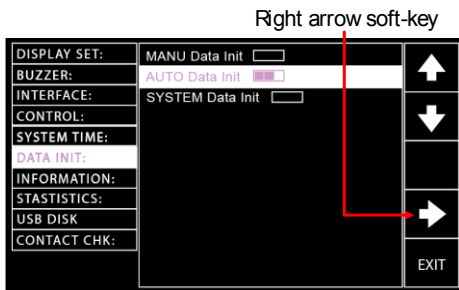 Right arrow soft-key
DISPLAY SET:
BUZZER:
INTERFACE:
CONTROL:
SYSTEM TIME:
DATA INIT:
INFORMATION:
STASTISTICS:
USB DISK
CONTACT CHK:
MANU Data Init
AUTO Data Init
SYSTEM Data Init
EXIT